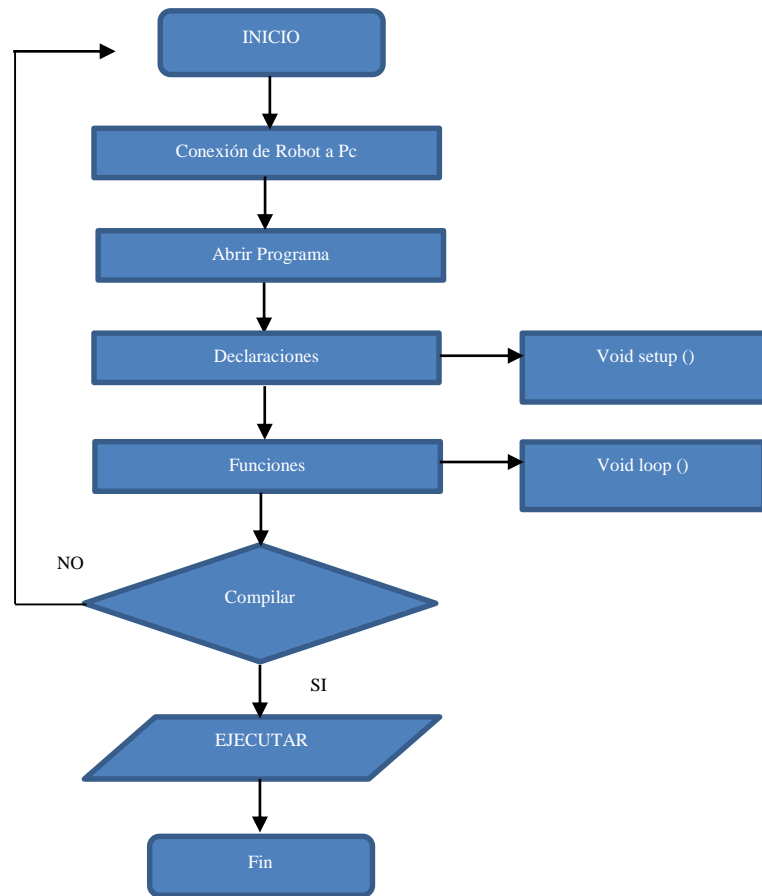 INICIO
Conexión de Robot a Pc
Abrir Programa
Declaraciones
Void setup ()
Funciones
Void loop ()
NO
Compilar
SI
EJECUTAR
Fin